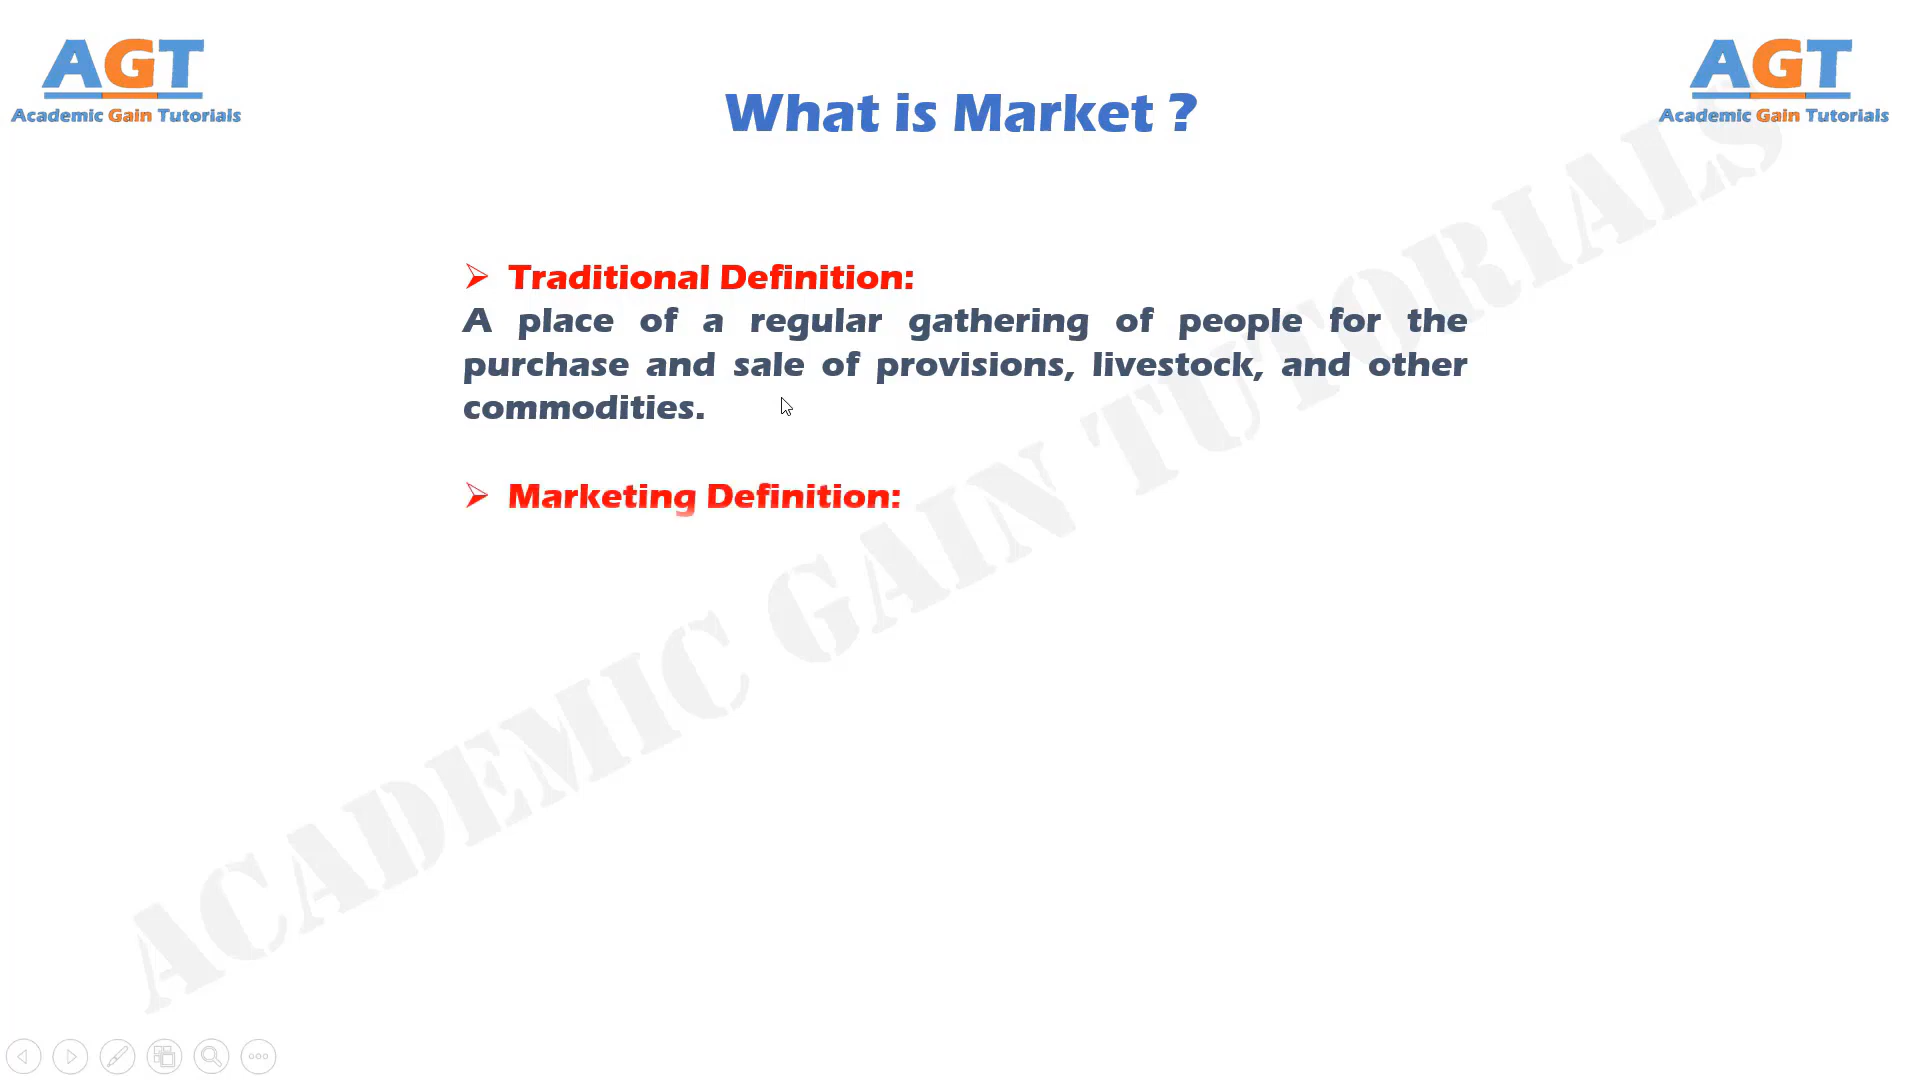 AGT
Academic Gain Tutorials
AGT
Academic Gain Tutorials
What is Market ?
Traditional Definition:
A place of a regular gathering of people for the
purchase and sale of provisions, livestock, and other
commodities.
Marketing Definition:
ACADEMIC GAIN TUTORIALS